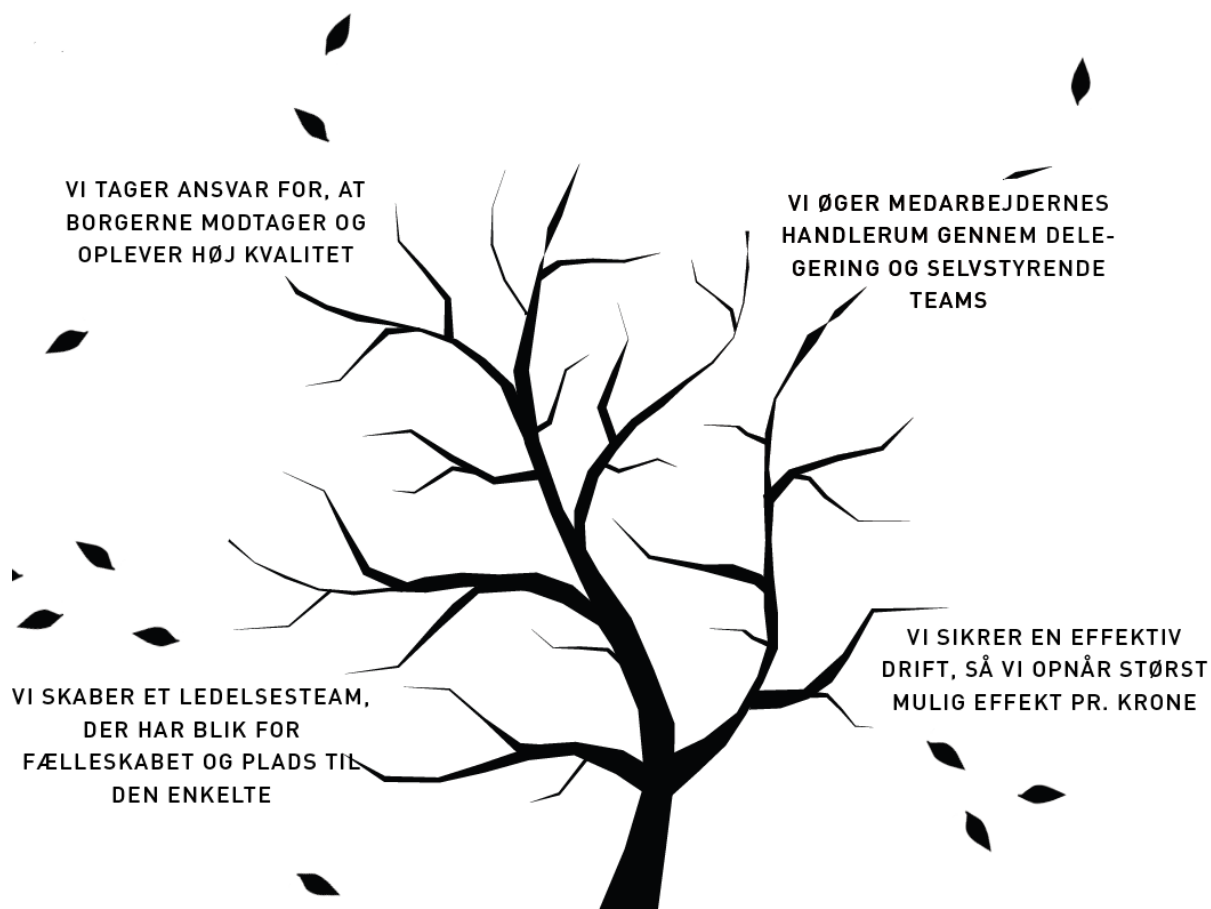 VI TAGER ANSVAR FOR, AT
BORGERNE MODTAGER OG
OPLEVER HØJ KVALITET
VI ØGER MEDARBEJDERNES
HANDLERUM GENNEM DELE-
GERING OG SELVSTYRENDE
TEAMS
VI SKABER ET LEDELSESTEAM,
DER HAR BLIK FOR
FÆLLESKABET OG PLADS TIL
DEN ENKELTE
VI SIKRER EN EFFEKTIV
DRIFT, SÅ VI OPNÅR STØRST
MULIG EFFEKT PR. KRONE